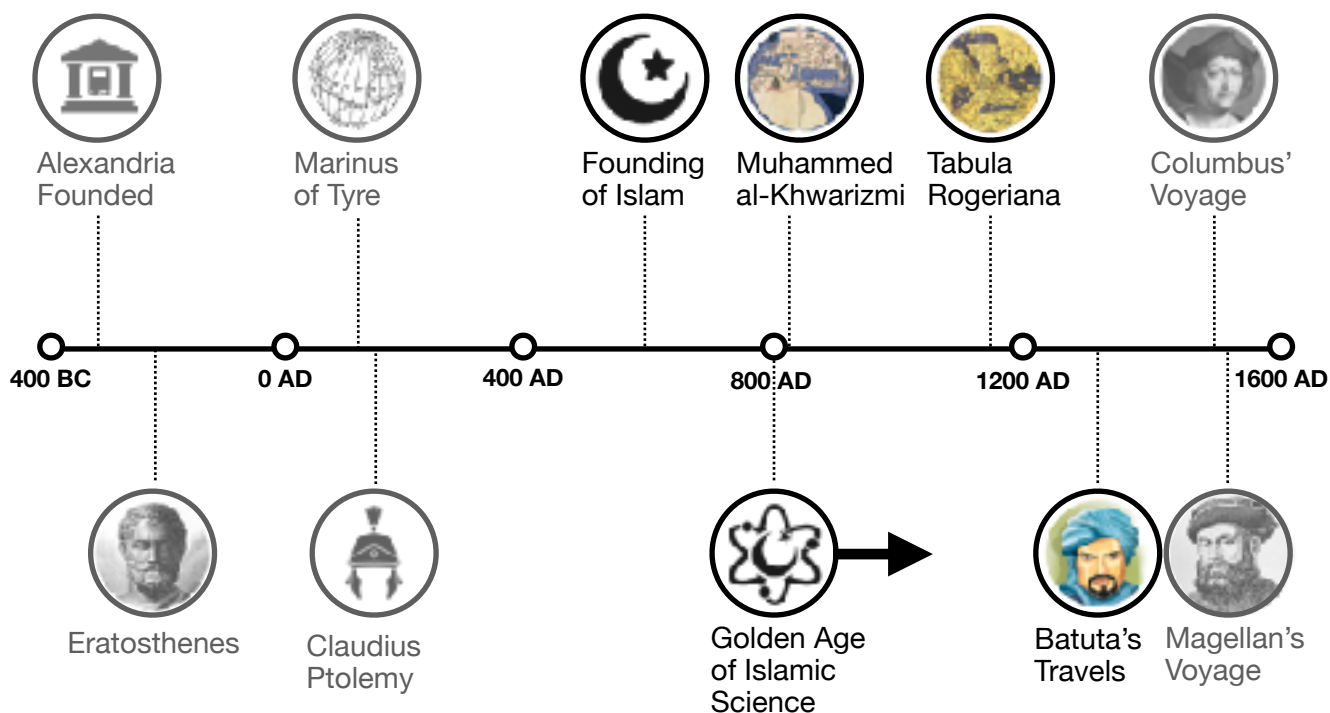 Alexandria
Founded
Marinus
of Tyre
Founding
of Islam
Muhammed
al-Khwarizmi
Tabula
Rogeriana
Columbus’
Voyage
400 BC
0 AD
400 AD
800 AD
1200 AD
1600 AD
Eratosthenes
Claudius
Ptolemy
Golden Age
of Islamic
Science
Batuta’s
Travels
Magellan’s
Voyage